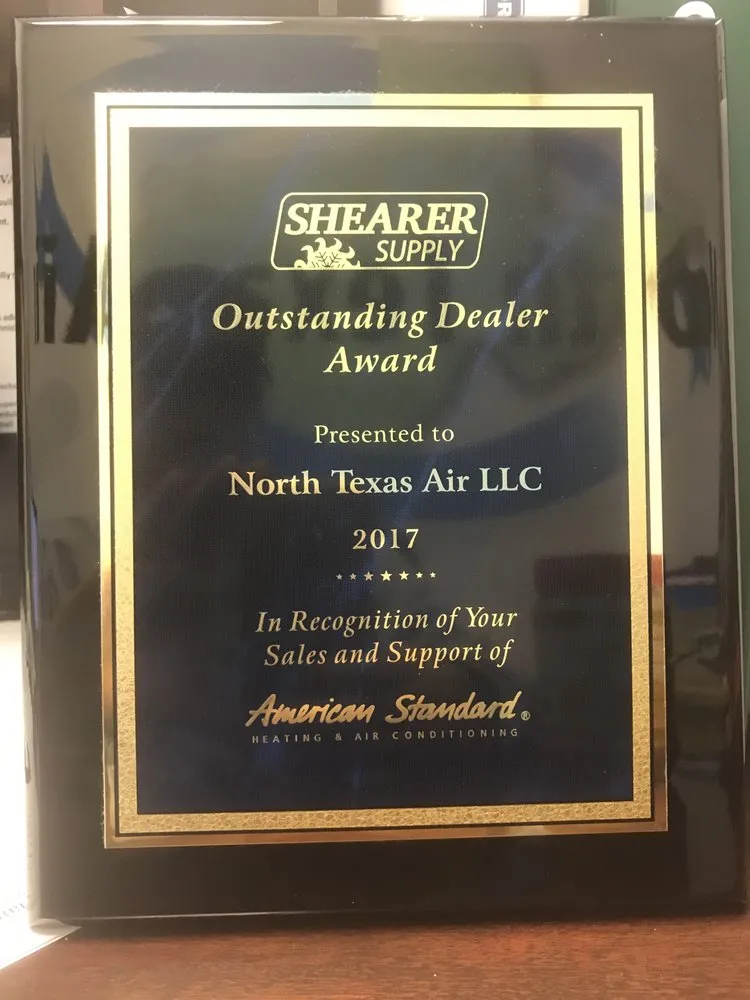 SHEARER
SUPPLY
Outstanding Dealer
Award
Presented to
North Texas Air LLC
2017
In Recognition of Your
Sales and Support of
American Standard®
HEATING & AIR CONDITIONING